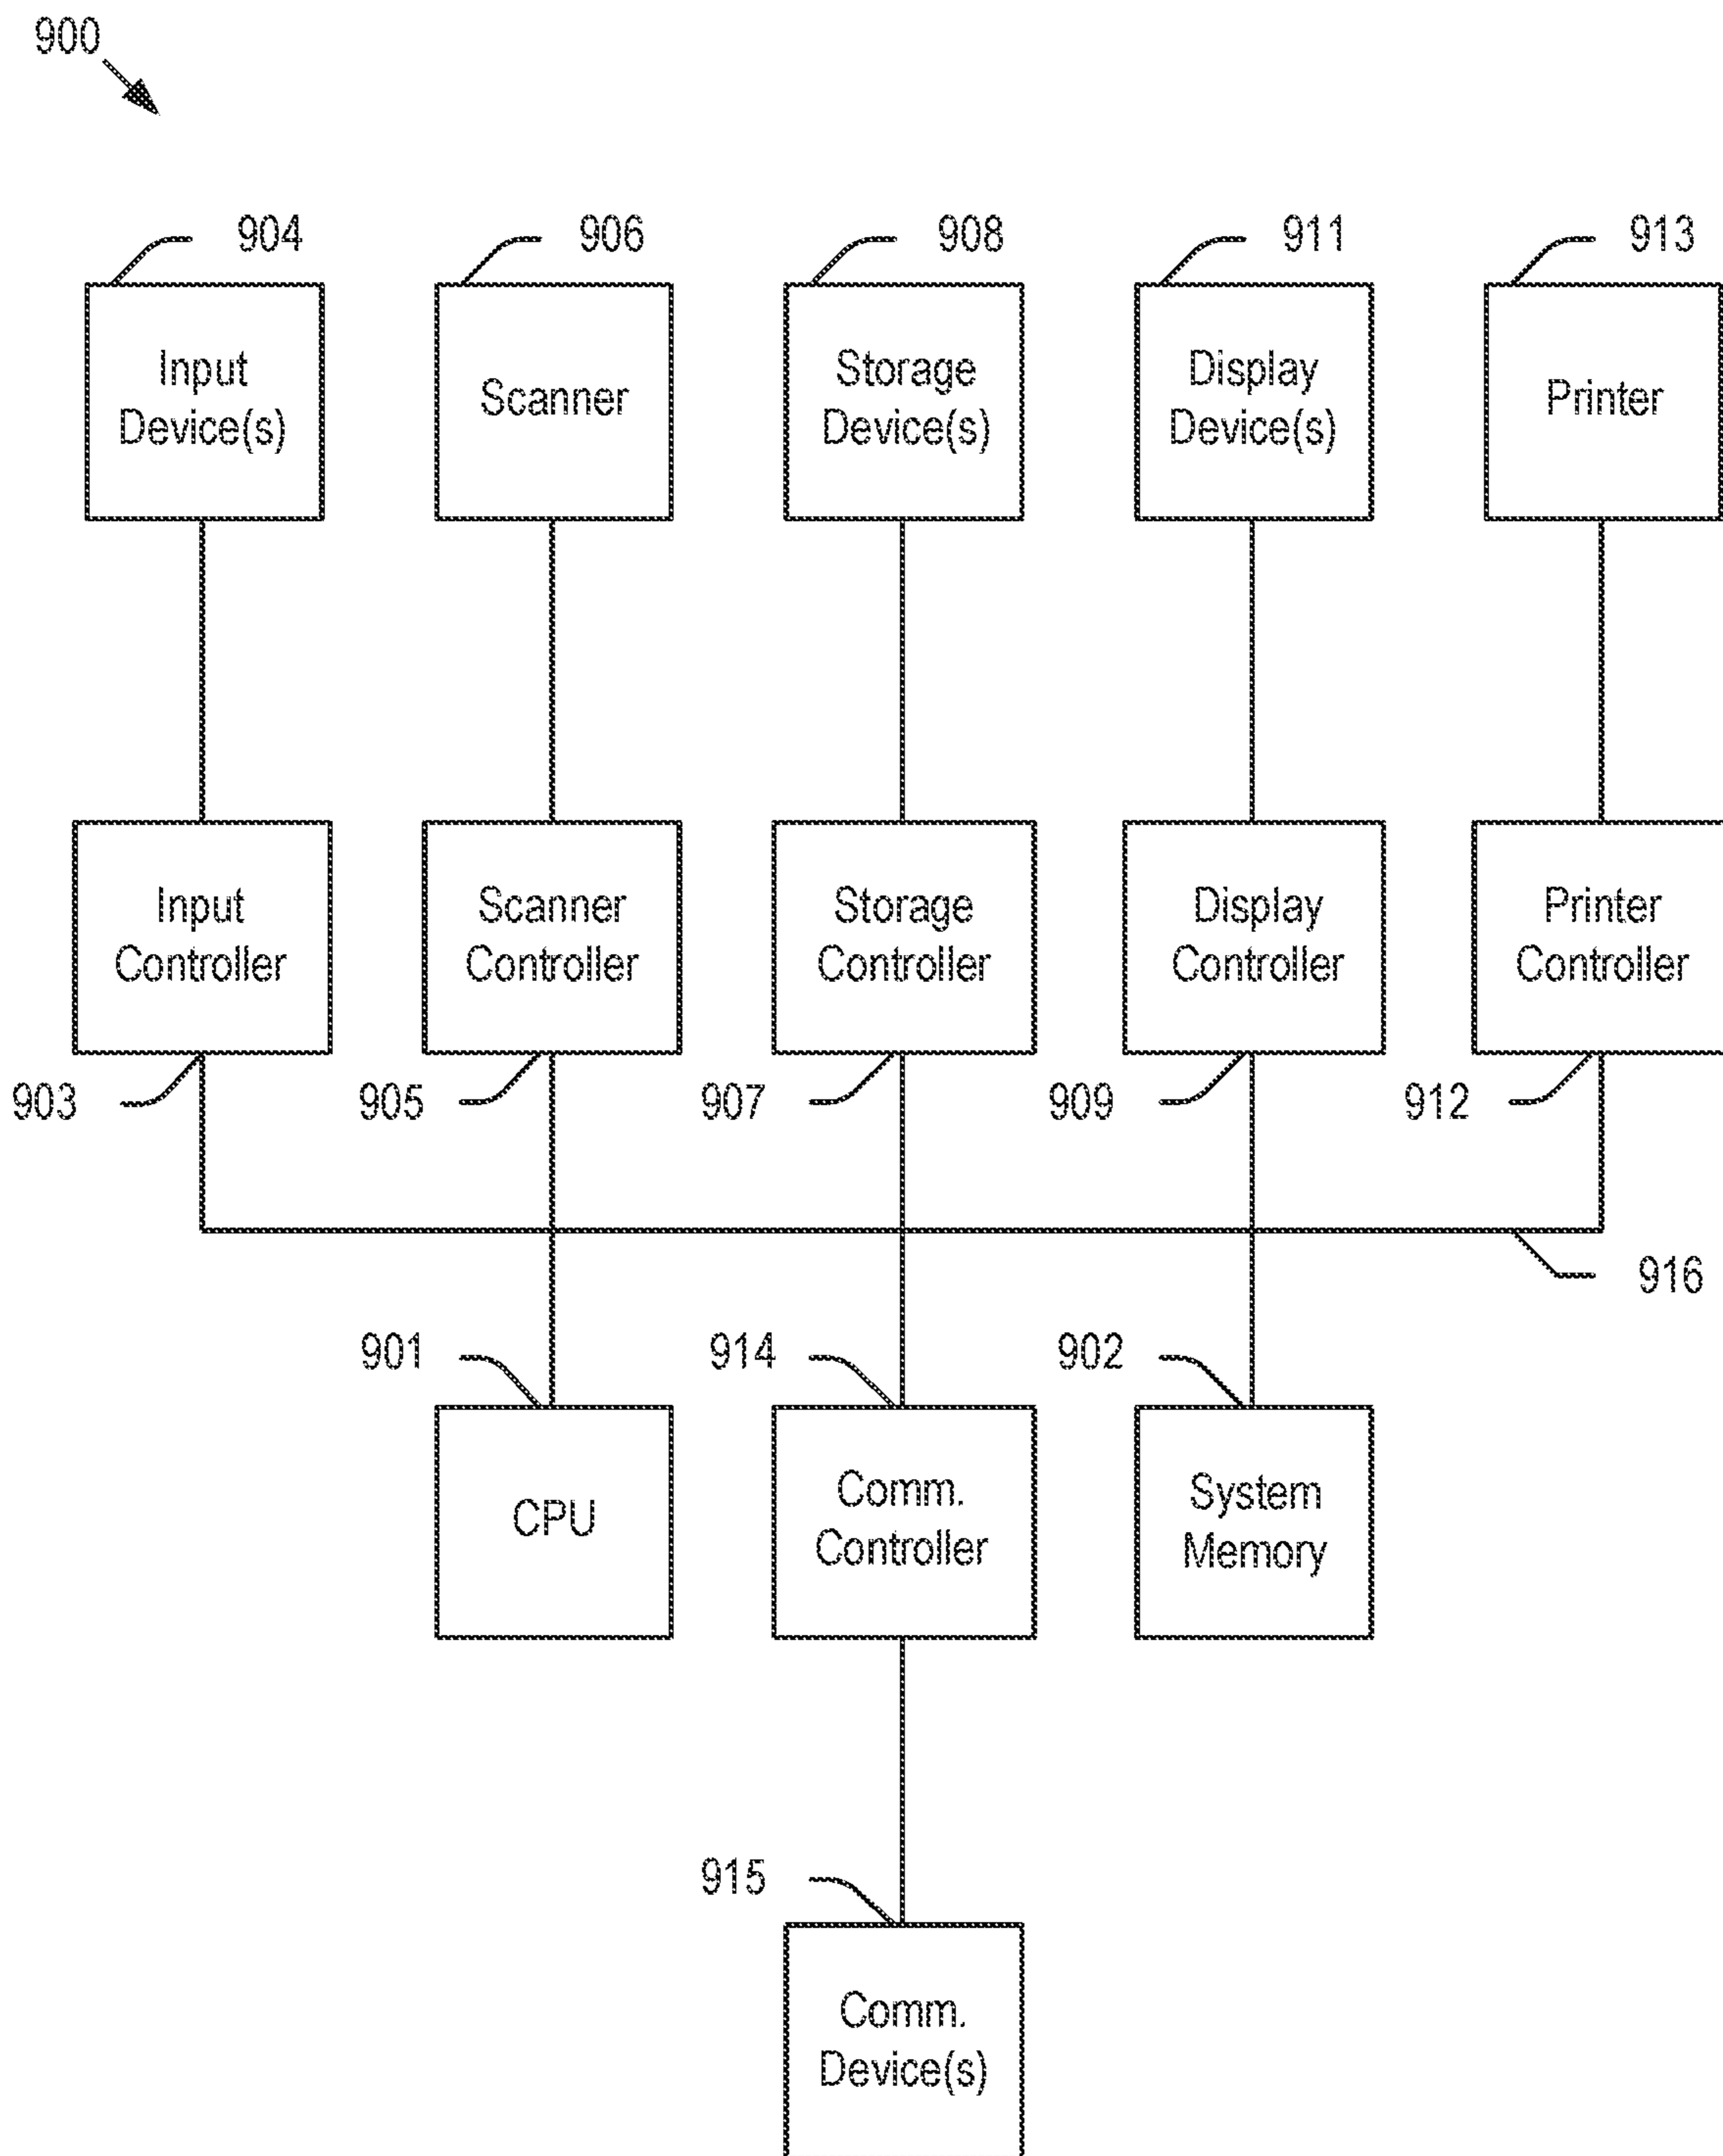 900
904
906
908
911
913
Input
Device(s)
Scanner
Storage
Device(s)
Display
Device(s)
Printer
Input
Controller
Scanner
Controller
Storage
Controller
Display
Controller
Printer
Controller
903
905
907
909
912
916
901
914
902
CPU
Comm.
Controller
System
Memory
915
Comm.
Device(s)